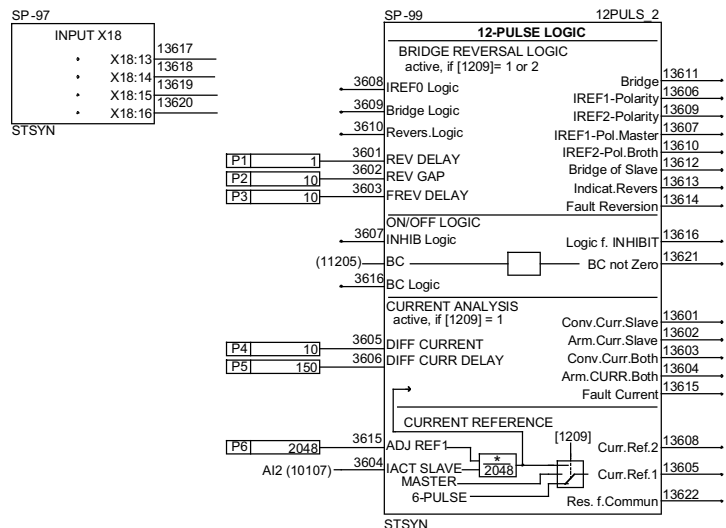 SP-97
INPUT X18
X18:13 13617
X18:14 13618
X18:15 13619
X18:16 13620
STSYN
SP-99 12PULS_2
12-PULSE LOGIC
BRIDGE REVERSAL LOGIC
active, if [1209]= 1 or 2
3608 IREF0 Logic
3609 Bridge Logic
3610 Revers.Logic
P1 1 3601 REV DELAY
P2 10 3602 REV GAP
P3 10 3603 FREV DELAY
Bridge 13611
IREF1-Polarity 13606
IREF2-Polarity 13609
IREF1-Pol.Master 13607
IREF2-Pol.Broth 13610
Bridge of Slave 13612
Indicat.Revers 13613
Fault Reversion 13614
ON/OFF LOGIC
3607 INHIB Logic
(11205) BC
3616 BC Logic
Logic f. INHIBIT 13616
BC not Zero 13621
CURRENT ANALYSIS
active, if [1209] = 1
P4 10 3605 DIFF CURRENT
P5 150 3606 DIFF CURR DELAY
Conv.Curr.Slave 13601
Arm.Curr.Slave 13602
Conv.Curr.Both 13603
Arm.CURR.Both 13604
Fault Current 13615
CURRENT REFERENCE
P6 2048 3615 ADJ REF1
AI2 (10107) 3604 IACT SLAVE
MASTER
6-PULSE
*
2048
[1209]
Curr.Ref.2 13608
Curr.Ref.1 13605
Res. f.Commun 13622
STSYN